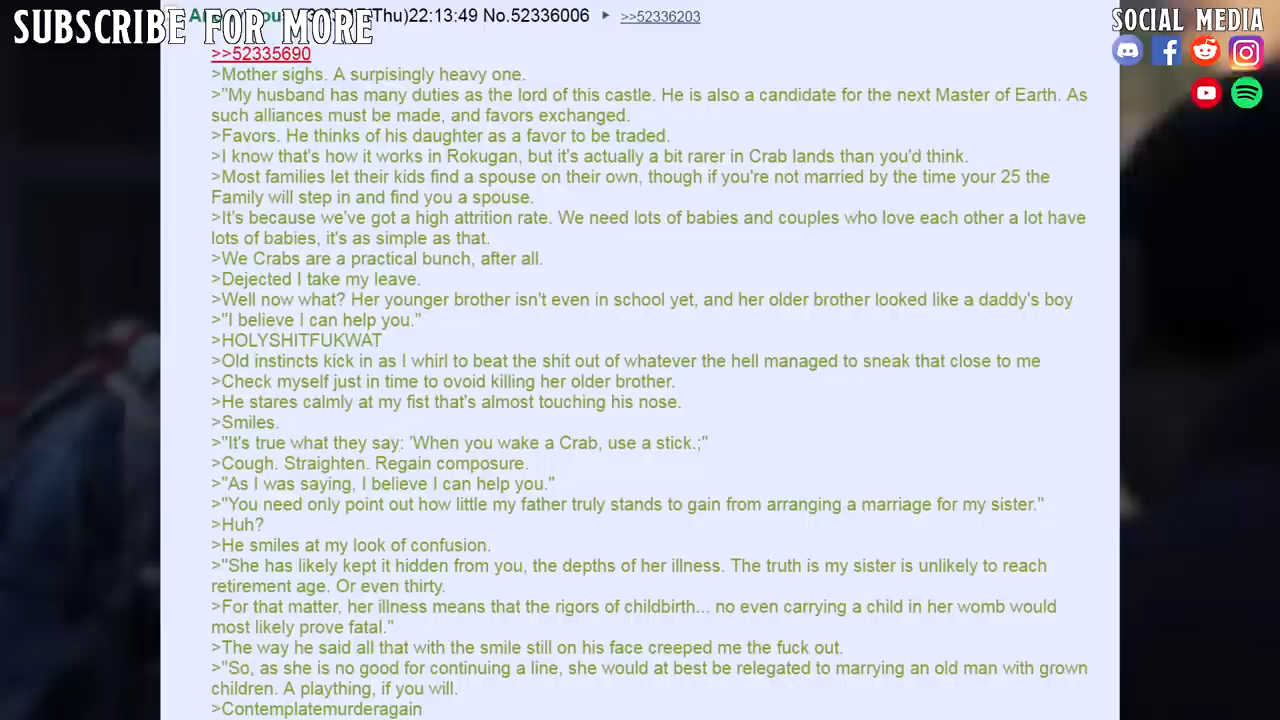 SUBSCRIBE FOR MORE
(Thu)22:13:49 No.52336006 ▶ >>52336203
SOCIAL MEDIA
>>52335690
>Mother sighs. A surpisingly heavy one.
>"My husband has many duties as the lord of this castle. He is also a candidate for the next Master of Earth. As
such alliances must be made, and favors exchanged.
>Favors. He thinks of his daughter as a favor to be traded.
>I know that's how it works in Rokugan, but it's actually a bit rarer in Crab lands than you'd think.
>Most families let their kids find a spouse on their own, though if you're not married by the time your 25 the
Family will step in and find you a spouse.
>It's because we've got a high attrition rate. We need lots of babies and couples who love each other a lot have
lots of babies, it's as simple as that.
>We Crabs are a practical bunch, after all.
>Dejected I take my leave.
>Well now what? Her younger brother isn't even in school yet, and her older brother looked like a daddy's boy
>"I believe I can help you."
>HOLYSHITFUKWAT
>Old instincts kick in as I whirl to beat the shit out of whatever the hell managed to sneak that close to me
>Check myself just in time to ovoid killing her older brother.
>He stares calmly at my fist that's almost touching his nose.
>Smiles.
>"It's true what they say: 'When you wake a Crab, use a stick.;"
>Cough. Straighten. Regain composure.
>"As I was saying, I believe I can help you."
>"You need only point out how little my father truly stands to gain from arranging a marriage for my sister."
>Huh?
>He smiles at my look of confusion.
>"She has likely kept it hidden from you, the depths of her illness. The truth is my sister is unlikely to reach
retirement age. Or even thirty.
>For that matter, her illness means that the rigors of childbirth... no even carrying a child in her womb would
most likely prove fatal."
>The way he said all that with the smile still on his face creeped me the fuck out.
>"So, as she is no good for continuing a line, she would at best be relegated to marrying an old man with grown
children. A plaything, if you will.
>Contemplatemurderagain